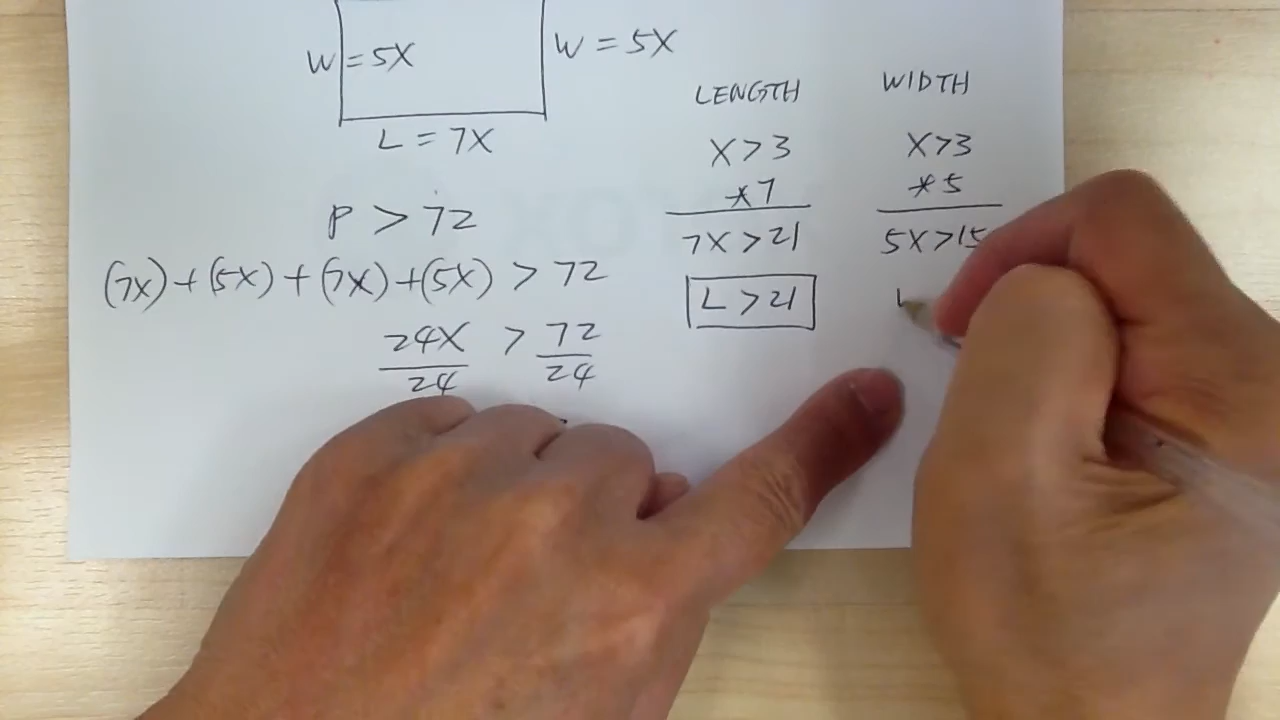 W = 5X
W = 5X
L = 7X
P > 72
(7X) + (5X) + (7X) + (5X) > 72
24X > 72
24 24
LENGTH
X > 3
* 7
7X > 21
L > 21
WIDTH
X > 3
* 5
5X > 15